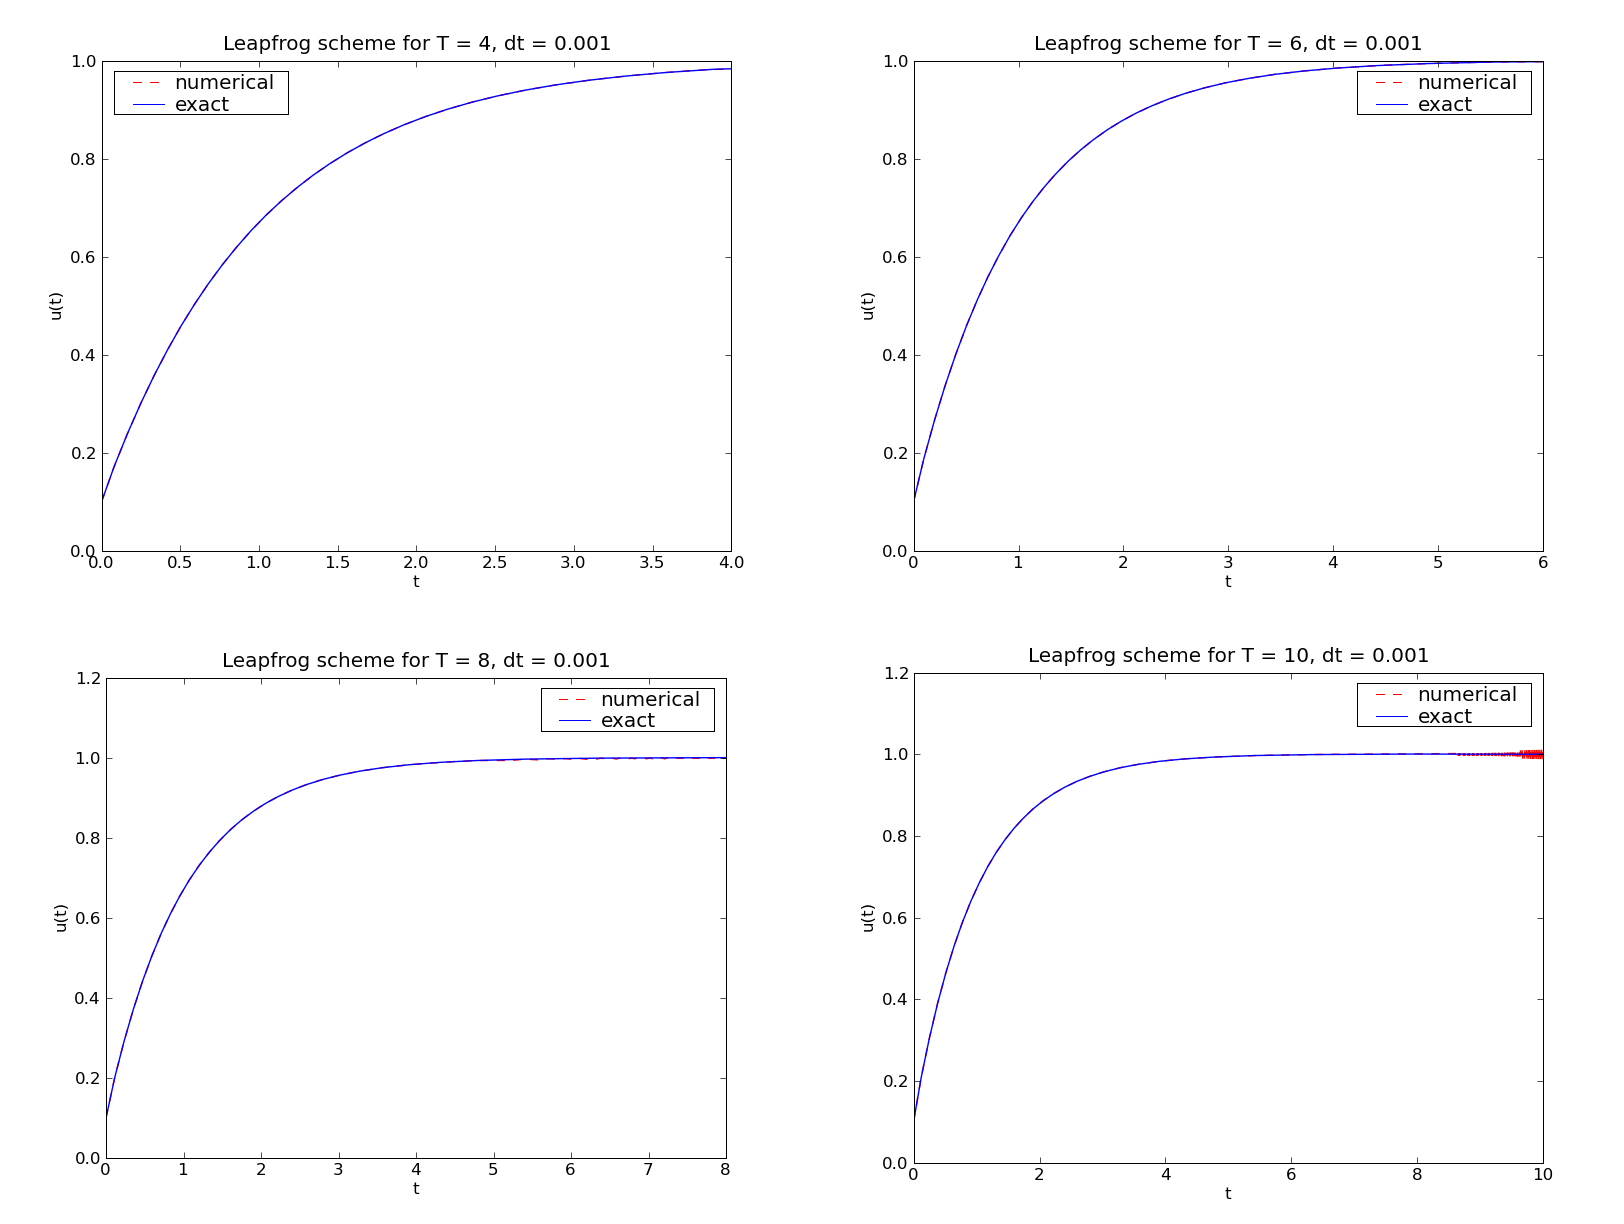 Leapfrog scheme for T = 4, dt = 0.001
1.0
numerical
exact
0.8
0.6
u(t)
0.4
0.2
0.0
0.0 0.5 1.0 1.5 2.0 2.5 3.0 3.5 4.0
t
Leapfrog scheme for T = 6, dt = 0.001
1.0
numerical
exact
0.8
0.6
u(t)
0.4
0.2
0.0
0 1 2 3 4 5 6
t
Leapfrog scheme for T = 8, dt = 0.001
1.2
numerical
exact
1.0
0.8
0.6
u(t)
0.4
0.2
0.0
0 1 2 3 4 5 6 7 8
t
Leapfrog scheme for T = 10, dt = 0.001
1.2
numerical
exact
1.0
0.8
0.6
u(t)
0.4
0.2
0.0
0 2 4 6 8 10
t